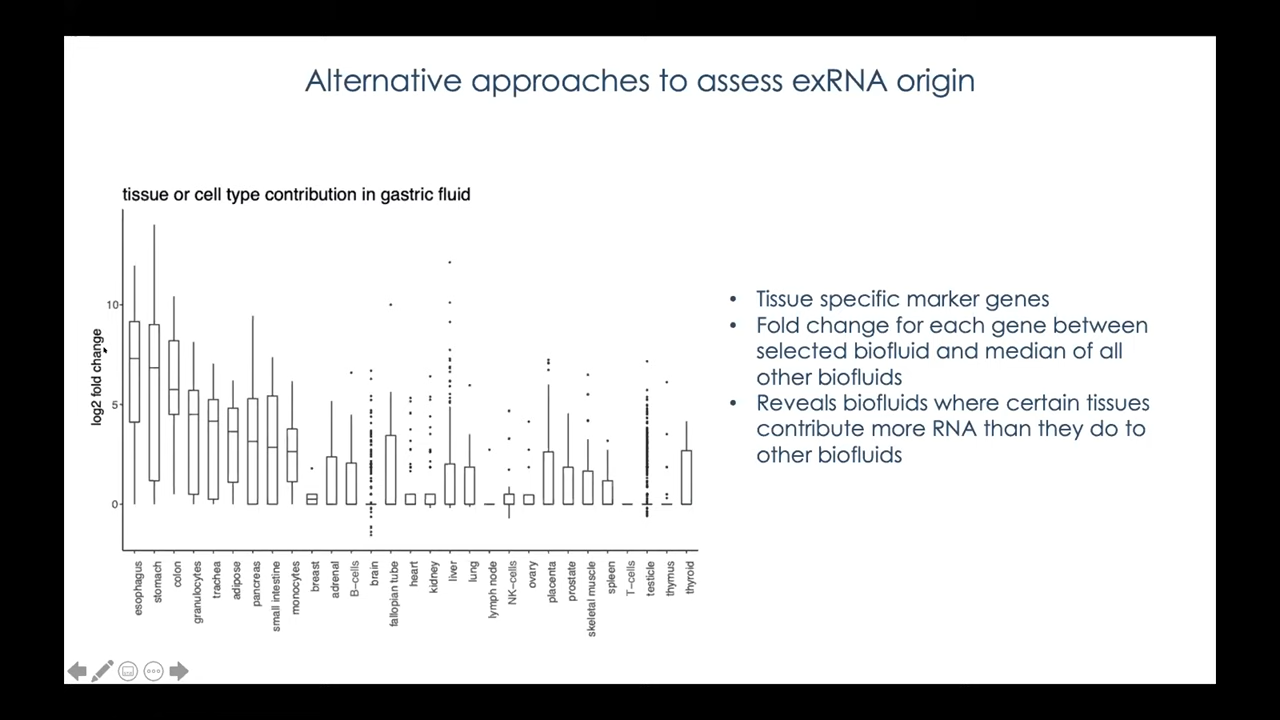 Alternative approaches to assess exRNA origin
tissue or cell type contribution in gastric fluid
log2 fold change
10
5
0
esophagus
stomach
colon
granulocytes
trachea
adipose
pancreas
small intestine
monocytes
breast
adrenal
B-cells
brain
fallopian tube
heart
kidney
liver
lung
lymph node
NK-cells
ovary
placenta
prostate
skeletal muscle
spleen
T-cells
testicle
thymus
thyroid
• Tissue specific marker genes
• Fold change for each gene between
selected biofluid and median of all
other biofluids
• Reveals biofluids where certain tissues
contribute more RNA than they do to
other biofluids